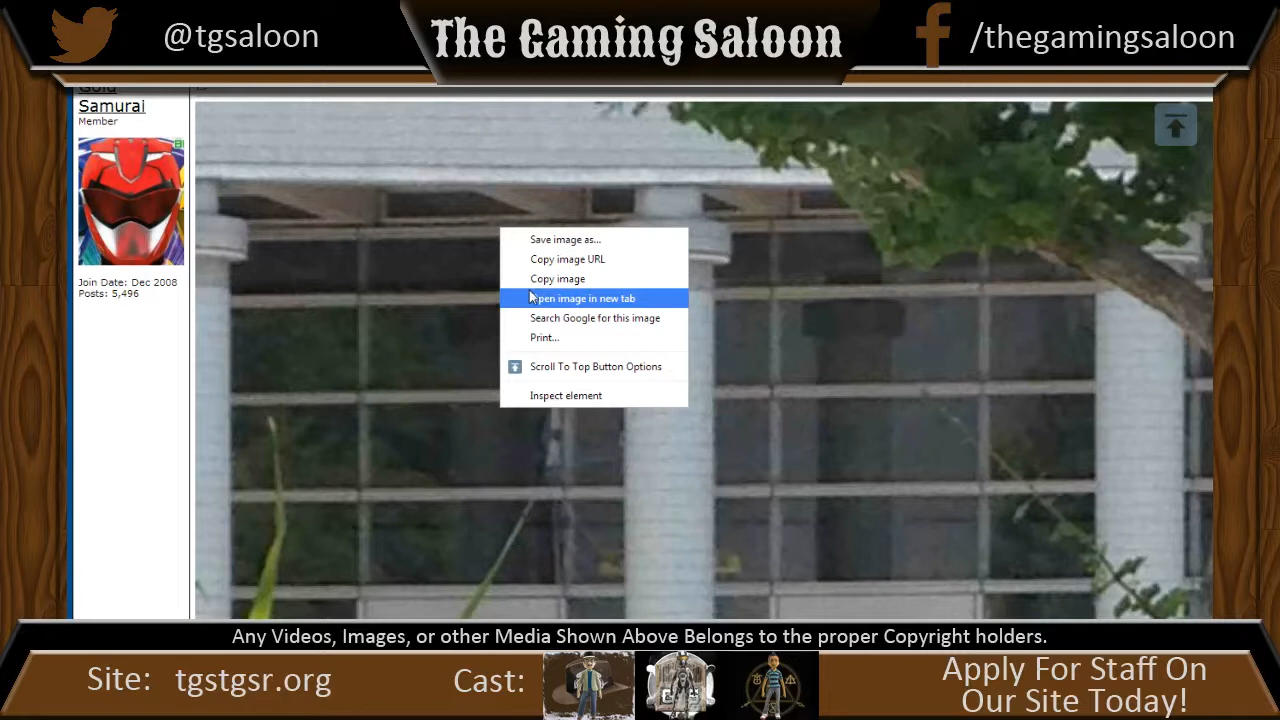 @tgsaloon
The Gaming Saloon
/thegamingsaloon
Gold
Samurai
Member
Join Date: Dec 2008
Posts: 5,496
Save image as...
Copy image URL
Copy image
Open image in new tab
Search Google for this image
Print...
Scroll To Top Button Options
Inspect element
Any Videos, Images, or other Media Shown Above Belongs to the proper Copyright holders.
Site: tgstgsr.org
Cast:
Apply For Staff On
Our Site Today!